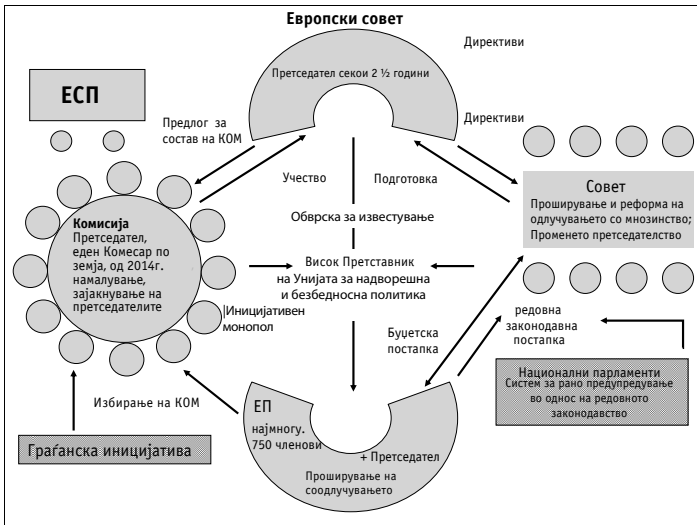 Европски совет
Директиви
Претседател секои 2 ½ години
ЕСП
Предлог за
состав на КОМ
Директиви
Учество
Подготовка
Совет
Проширување и реформа на
одлучувањето со мнозинство;
Променето претседателство
Обврска за известување
Комисија
Претседател,
еден Комесар по
земја, од 2014г.
намалување,
зајакнување на
претседателите
Висок Претставник
на Унијата за надворешна
и безбедносна политика
|Иницијативен
монопол
Буџетска
постапка
редовна
законодавна
постапка
Национални парламенти
Систем за рано предупредување
во однос на редовното
законодавство
Избирање на КОМ
ЕП
најмногу.
750 членови
+ Претседател
Проширување на
соодлучувањето
Граѓанска иницијатива